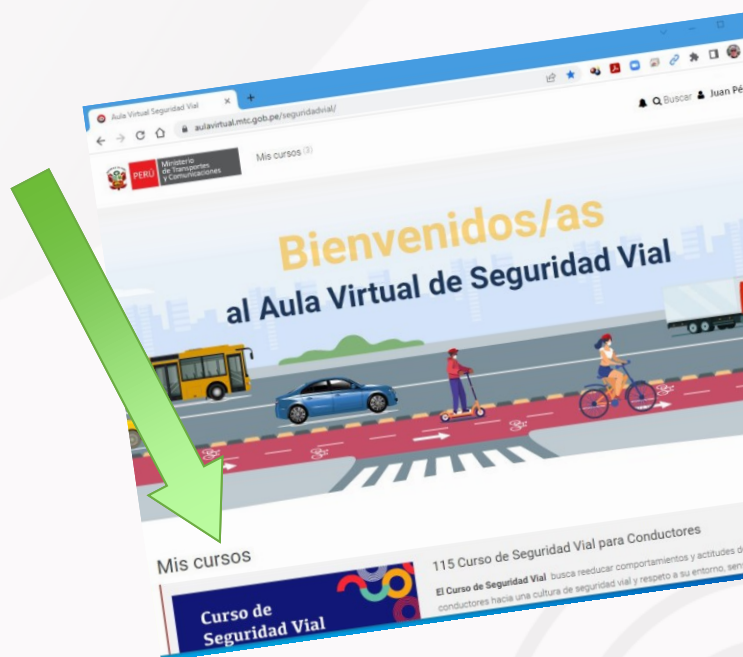 Aula Virtual Seguridad Vial
aulavirtual.mtc.gob.pe/seguridadvial/
Buscar Juan Pé
PERÚ
Ministerio
de Transportes
y Comunicaciones
Mis cursos (3)
Bienvenidos/as
al Aula Virtual de Seguridad Vial
Mis cursos
Curso de
Seguridad Vial
115 Curso de Seguridad Vial para Conductores
El Curso de Seguridad Vial busca reeducar comportamientos y actitudes d
conductores hacia una cultura de seguridad vial y respeto a su entorno, sen